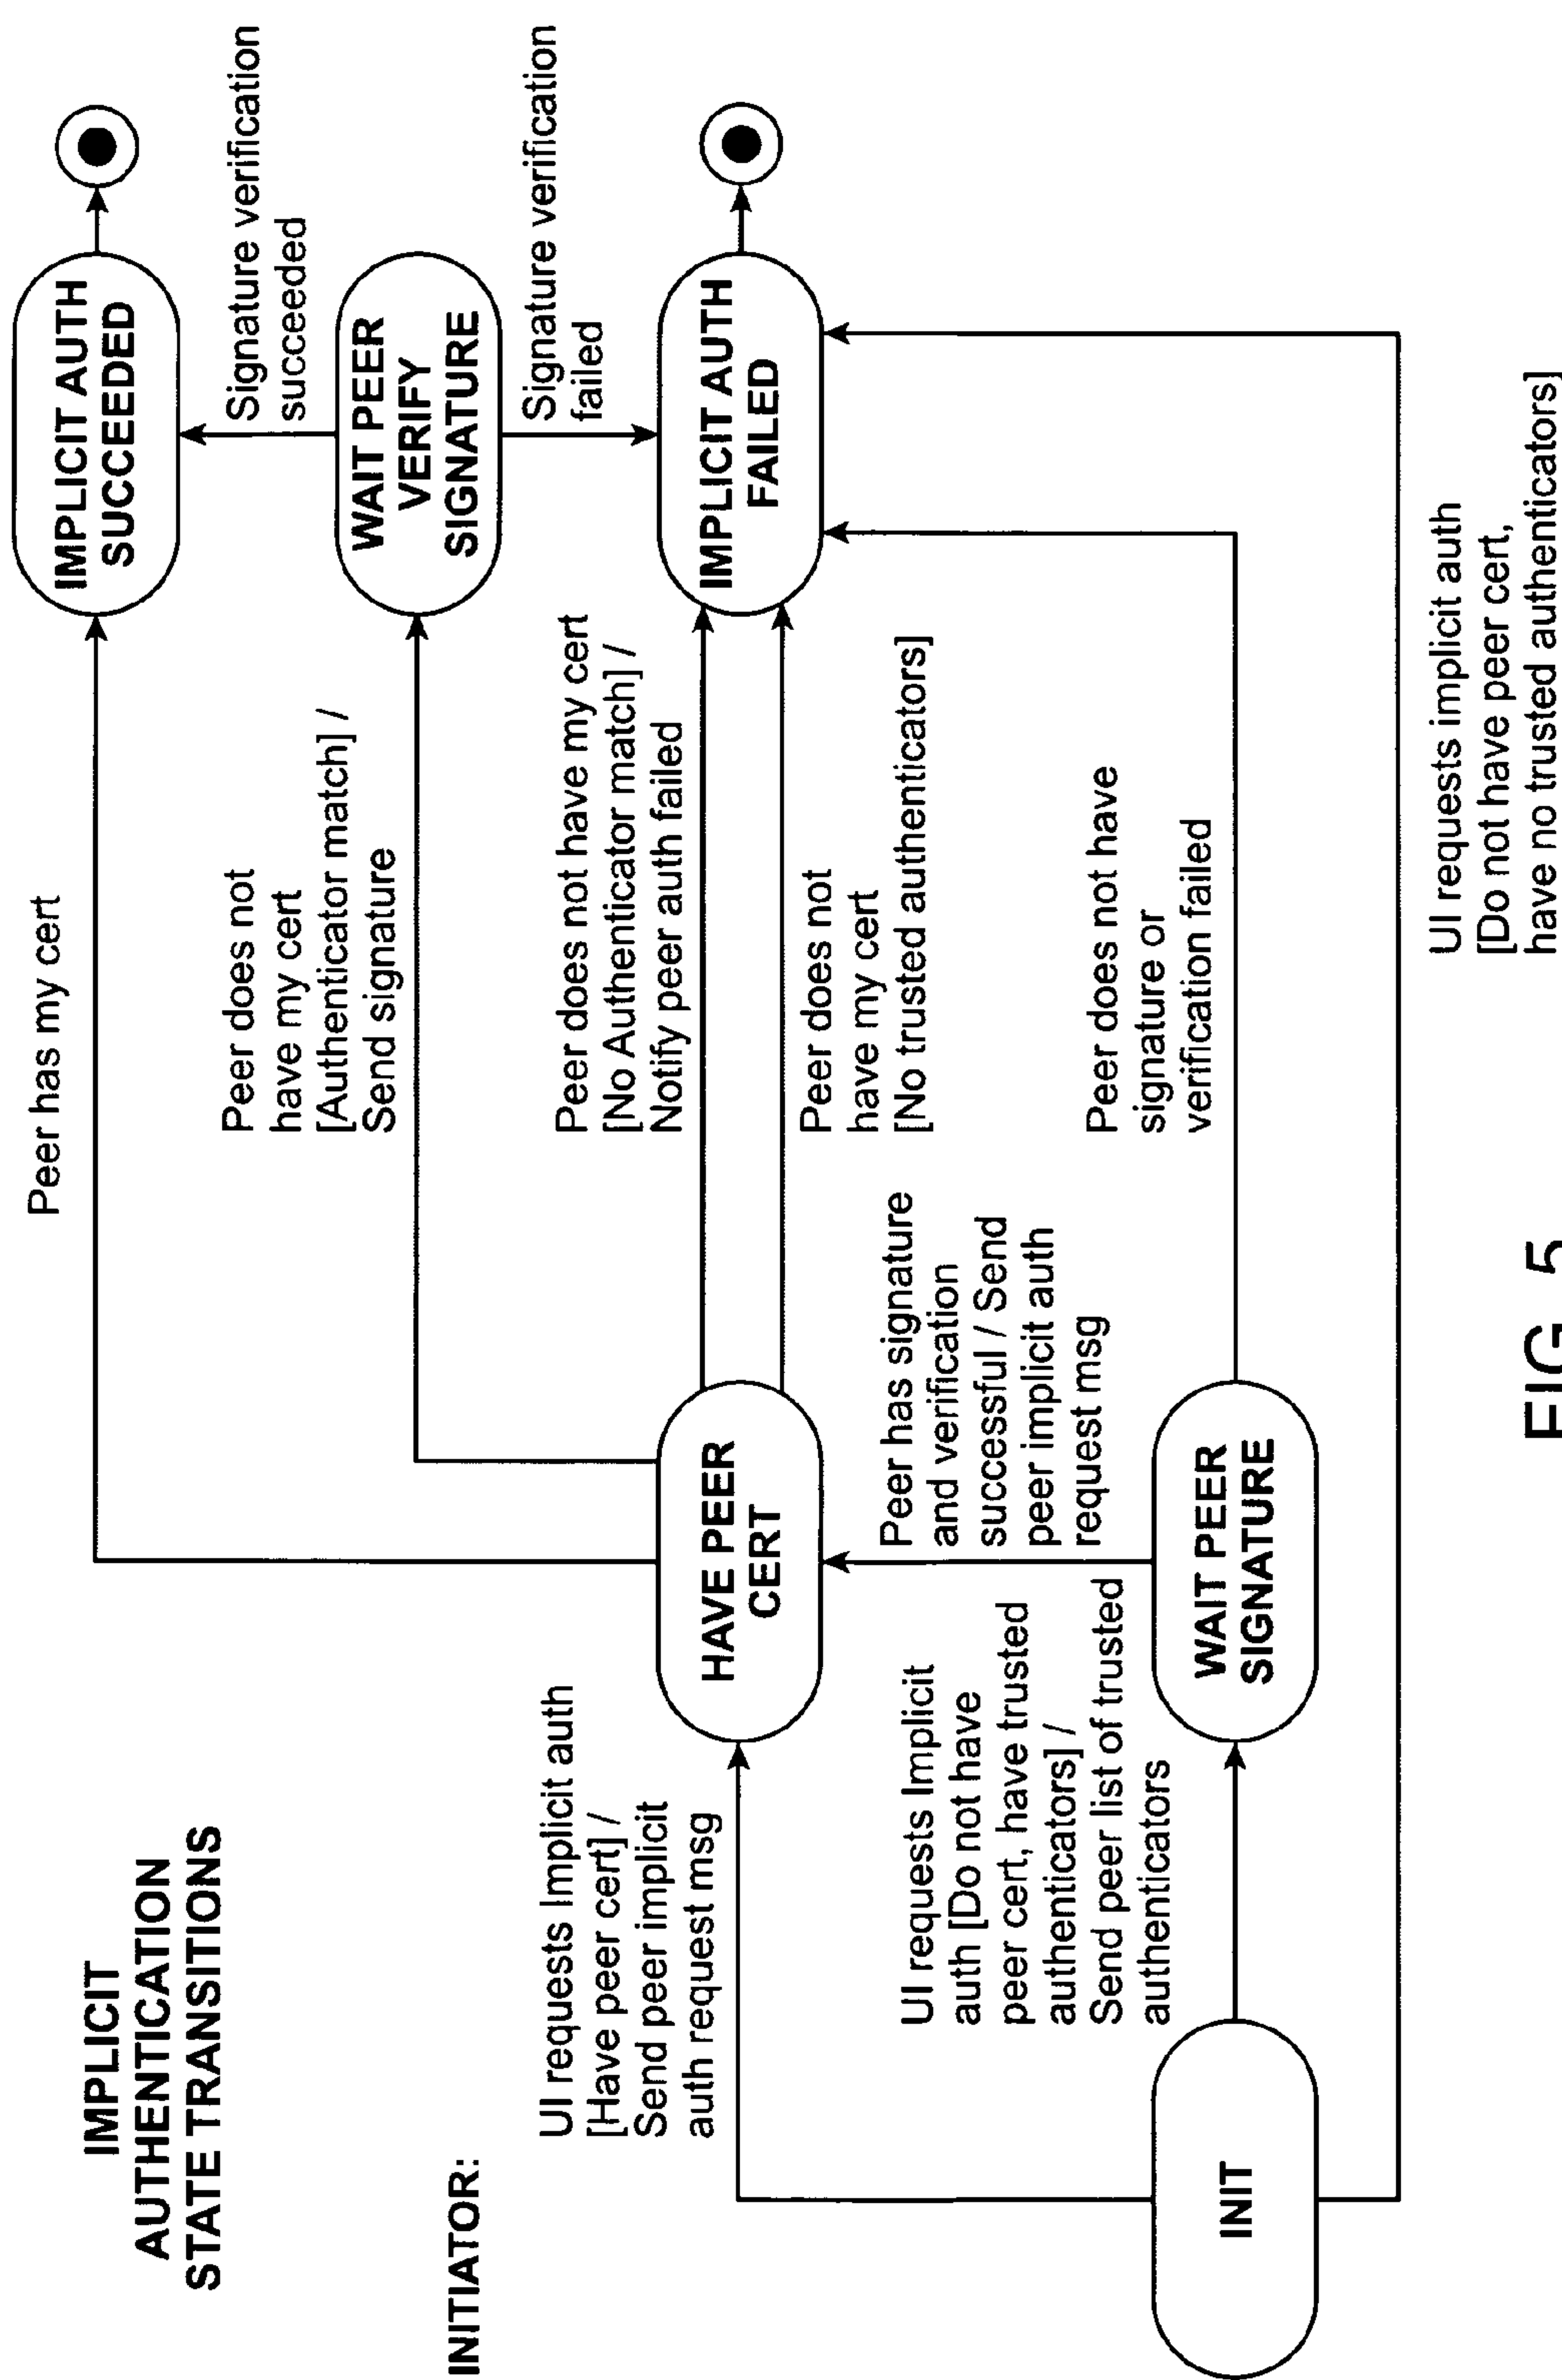 IMPLICIT
AUTHENTICATION
STATE TRANSITIONS
INITIATOR:
Peer has my cert
IMPLICIT AUTH
SUCCEEDED
Signature verification
succeeded
Peer does not
have my cert
[Authenticator match] /
Send signature
WAIT PEER
VERIFY
SIGNATURE
Signature verification
failed
UI requests Implicit auth
[Have peer cert] /
Send peer implicit
auth request msg
HAVE PEER
CERT
Peer does not have my cert
[No Authenticator match] /
Notify peer auth failed
IMPLICIT AUTH
FAILED
Peer does not
have my cert
[No trusted authenticators]
Peer has signature
and verification
successful / Send
peer implicit auth
request msg
UI requests Implicit
auth [Do not have
peer cert, have trusted
authenticators] /
Send peer list of trusted
authenticators
Peer does not have
signature or
verification failed
INIT
WAIT PEER
SIGNATURE
UI requests implicit auth
[Do not have peer cert,
have no trusted authenticators]
FIG. 5